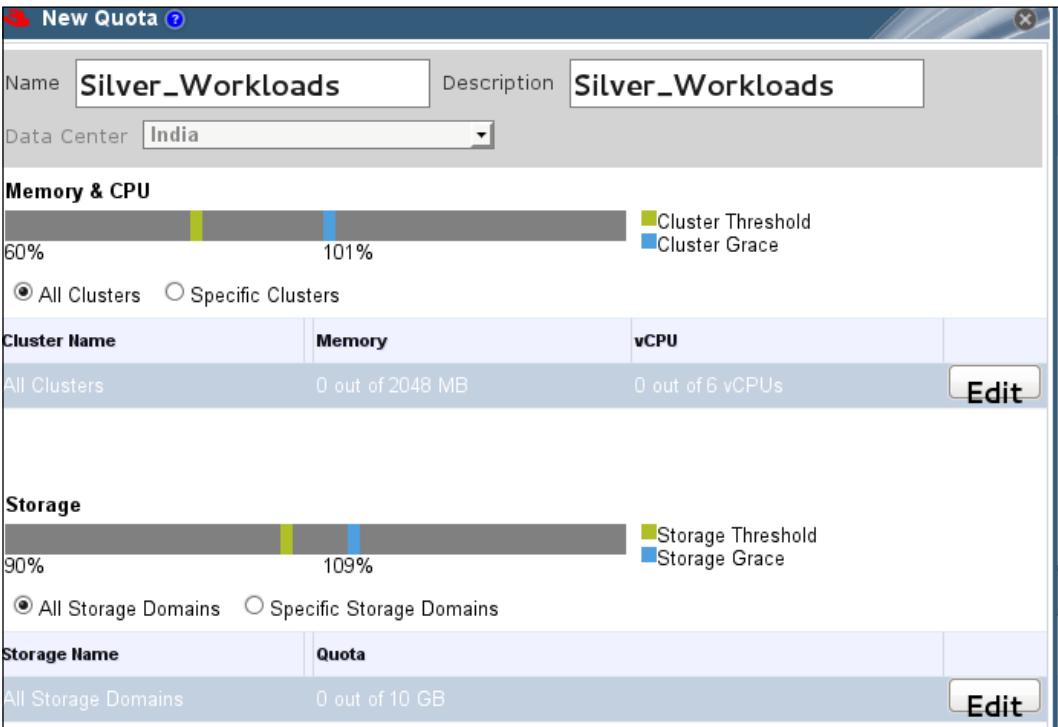 New Quota ?
Name Silver_Workloads Description Silver_Workloads
Data Center India
Memory & CPU
Cluster Threshold
Cluster Grace
60% 101%
All Clusters Specific Clusters
Cluster Name Memory vCPU
All Clusters 0 out of 2048 MB 0 out of 6 vCPUs Edit
Storage
Storage Threshold
Storage Grace
90% 109%
All Storage Domains Specific Storage Domains
Storage Name Quota
All Storage Domains 0 out of 10 GB Edit